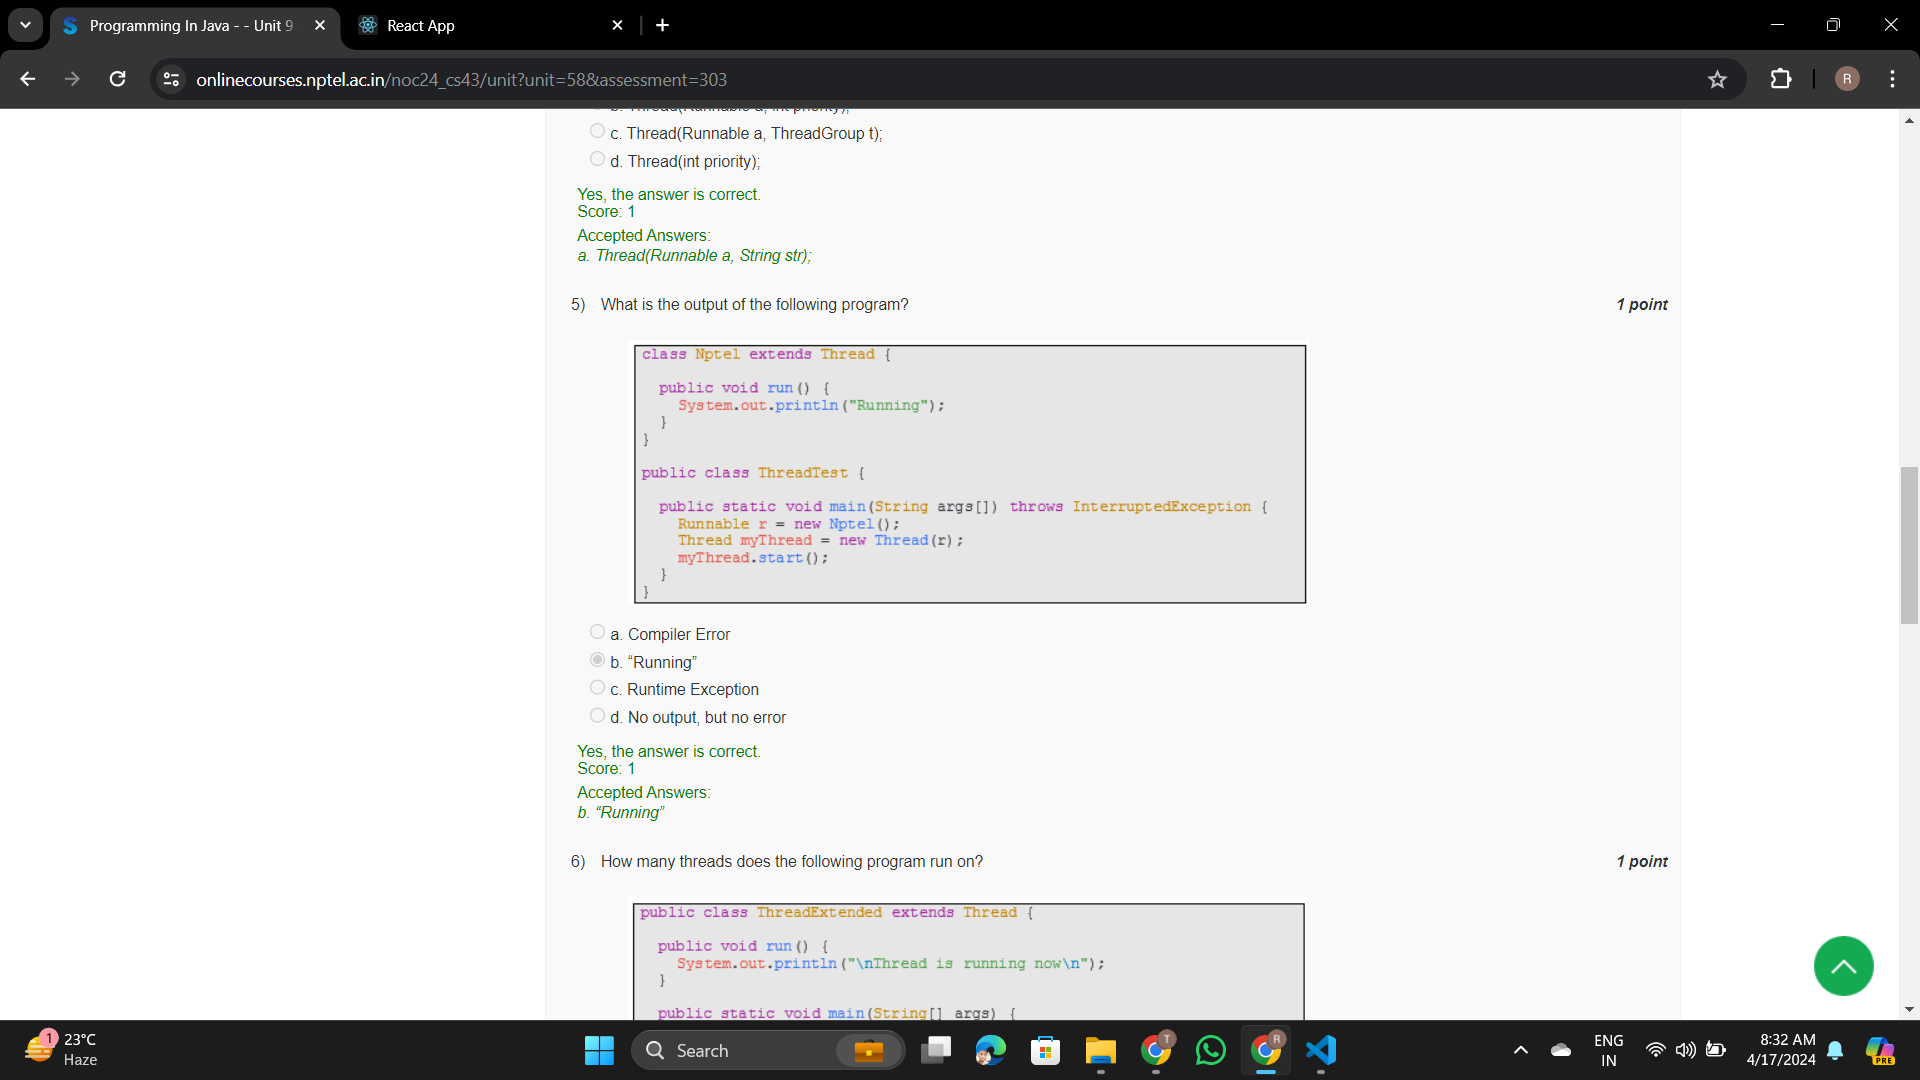 Programming In Java - - Unit 9
React App
onlinecourses.nptel.ac.in/noc24_cs43/unit?unit=58&assessment=303
R
b. Thread(Runnable a, int priority);
c. Thread(Runnable a, ThreadGroup t);
d. Thread(int priority);
Yes, the answer is correct.
Score: 1
Accepted Answers:
a. Thread(Runnable a, String str);
5) What is the output of the following program? 1 point
class Nptel extends Thread {
public void run() {
System.out.println("Running");
}
}
public class ThreadTest {
public static void main(String args[]) throws InterruptedException {
Runnable r = new Nptel();
Thread myThread = new Thread(r);
myThread.start();
}
}
a. Compiler Error
b. “Running”
c. Runtime Exception
d. No output, but no error
Yes, the answer is correct.
Score: 1
Accepted Answers:
b. “Running”
6) How many threads does the following program run on? 1 point
public class ThreadExtended extends Thread {
public void run() {
System.out.println("\nThread is running now\n");
}
public static void main(String[] args) {
1
23°C
Haze
Search
T
R
ENG
IN
8:32 AM
4/17/2024
PRE